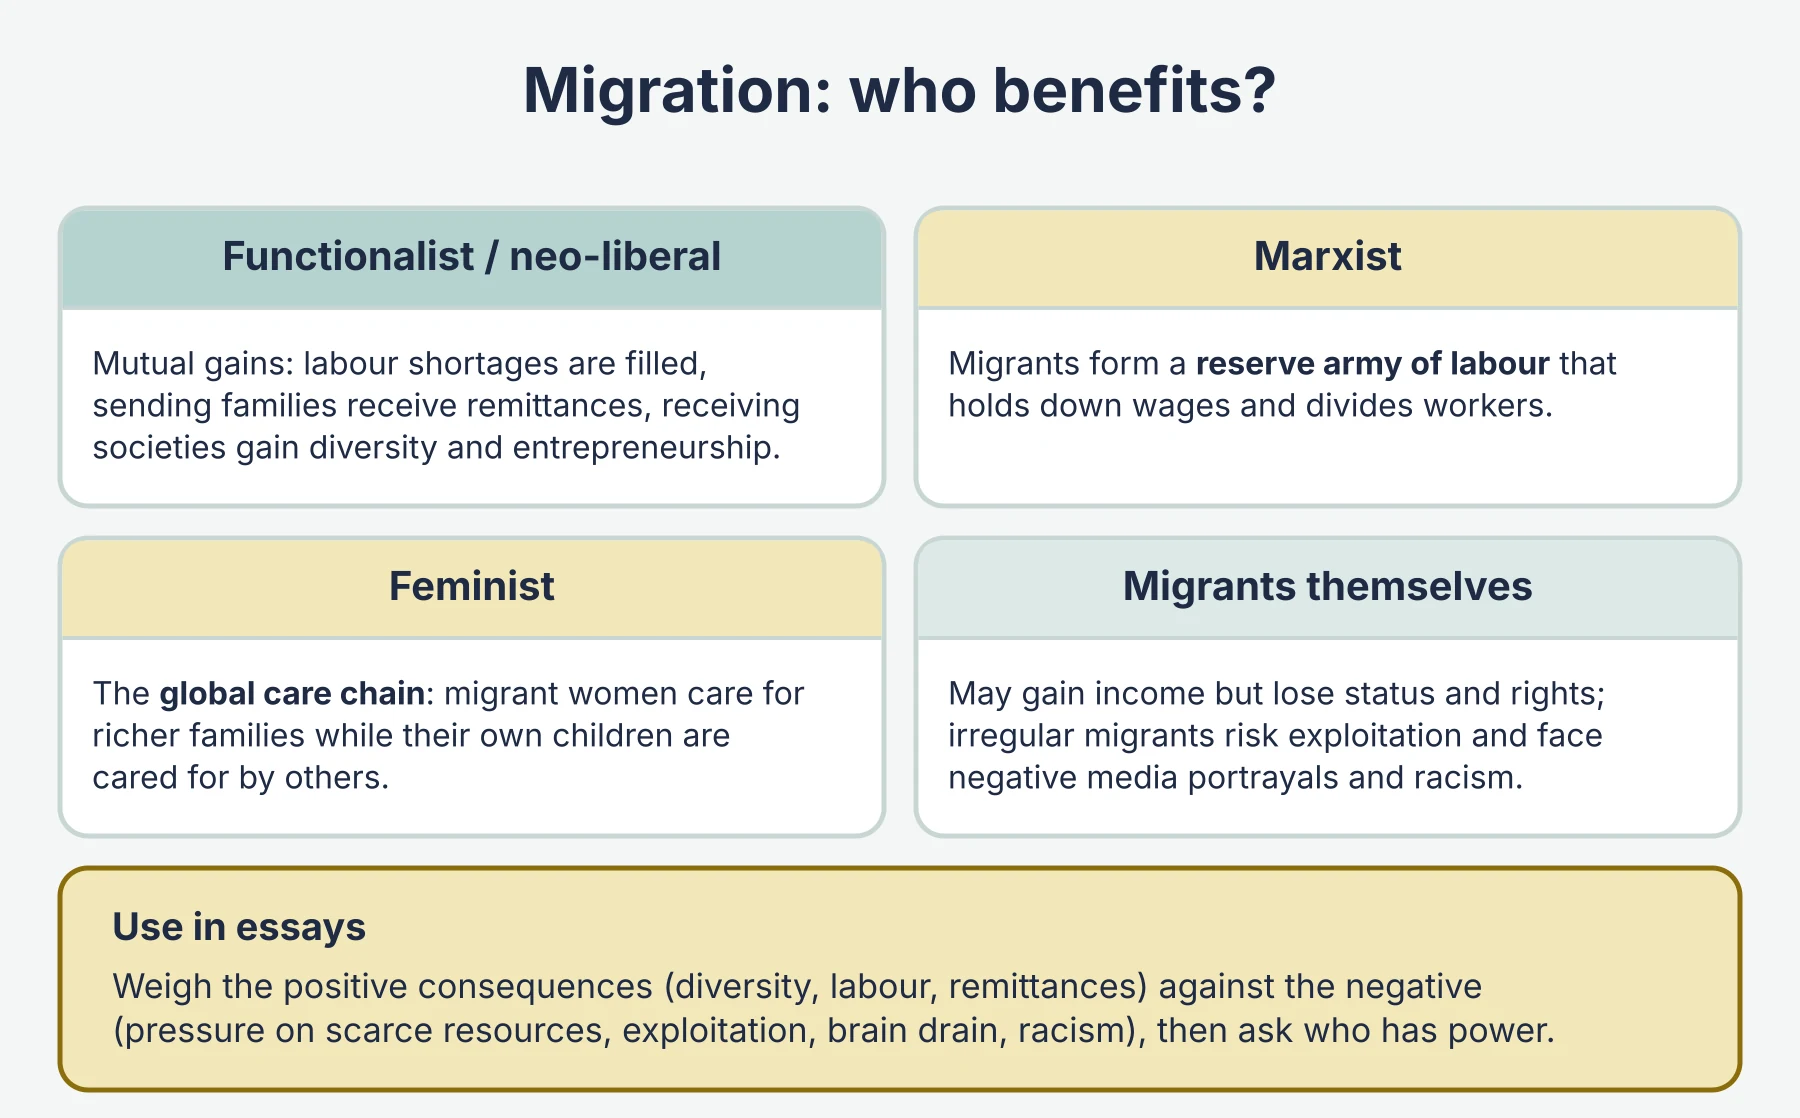 Migration: who benefits?
Functionalist / neo-liberal
Mutual gains: labour shortages are filled,
sending families receive remittances, receiving
societies gain diversity and entrepreneurship.
Marxist
Migrants form a reserve army of labour that
holds down wages and divides workers.
Feminist
The global care chain: migrant women care for
richer families while their own children are
cared for by others.
Migrants themselves
May gain income but lose status and rights;
irregular migrants risk exploitation and face
negative media portrayals and racism.
Use in essays
Weigh the positive consequences (diversity, labour, remittances) against the negative
(pressure on scarce resources, exploitation, brain drain, racism), then ask who has power.